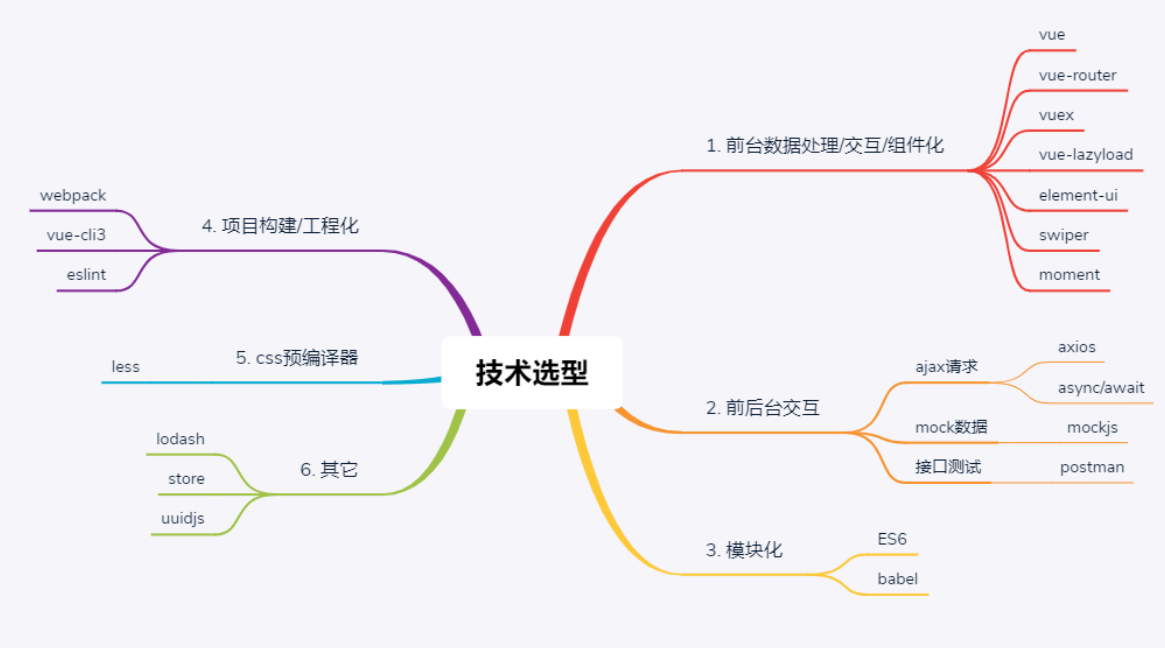 技术选型
1. 前台数据处理/交互/组件化
vue
vue-router
vuex
vue-lazyload
element-ui
swiper
moment
2. 前后台交互
ajax请求
axios
async/await
mock数据
mockjs
接口测试
postman
3. 模块化
ES6
babel
4. 项目构建/工程化
webpack
vue-cli3
eslint
5. css预编译器
less
6. 其它
lodash
store
uuidjs